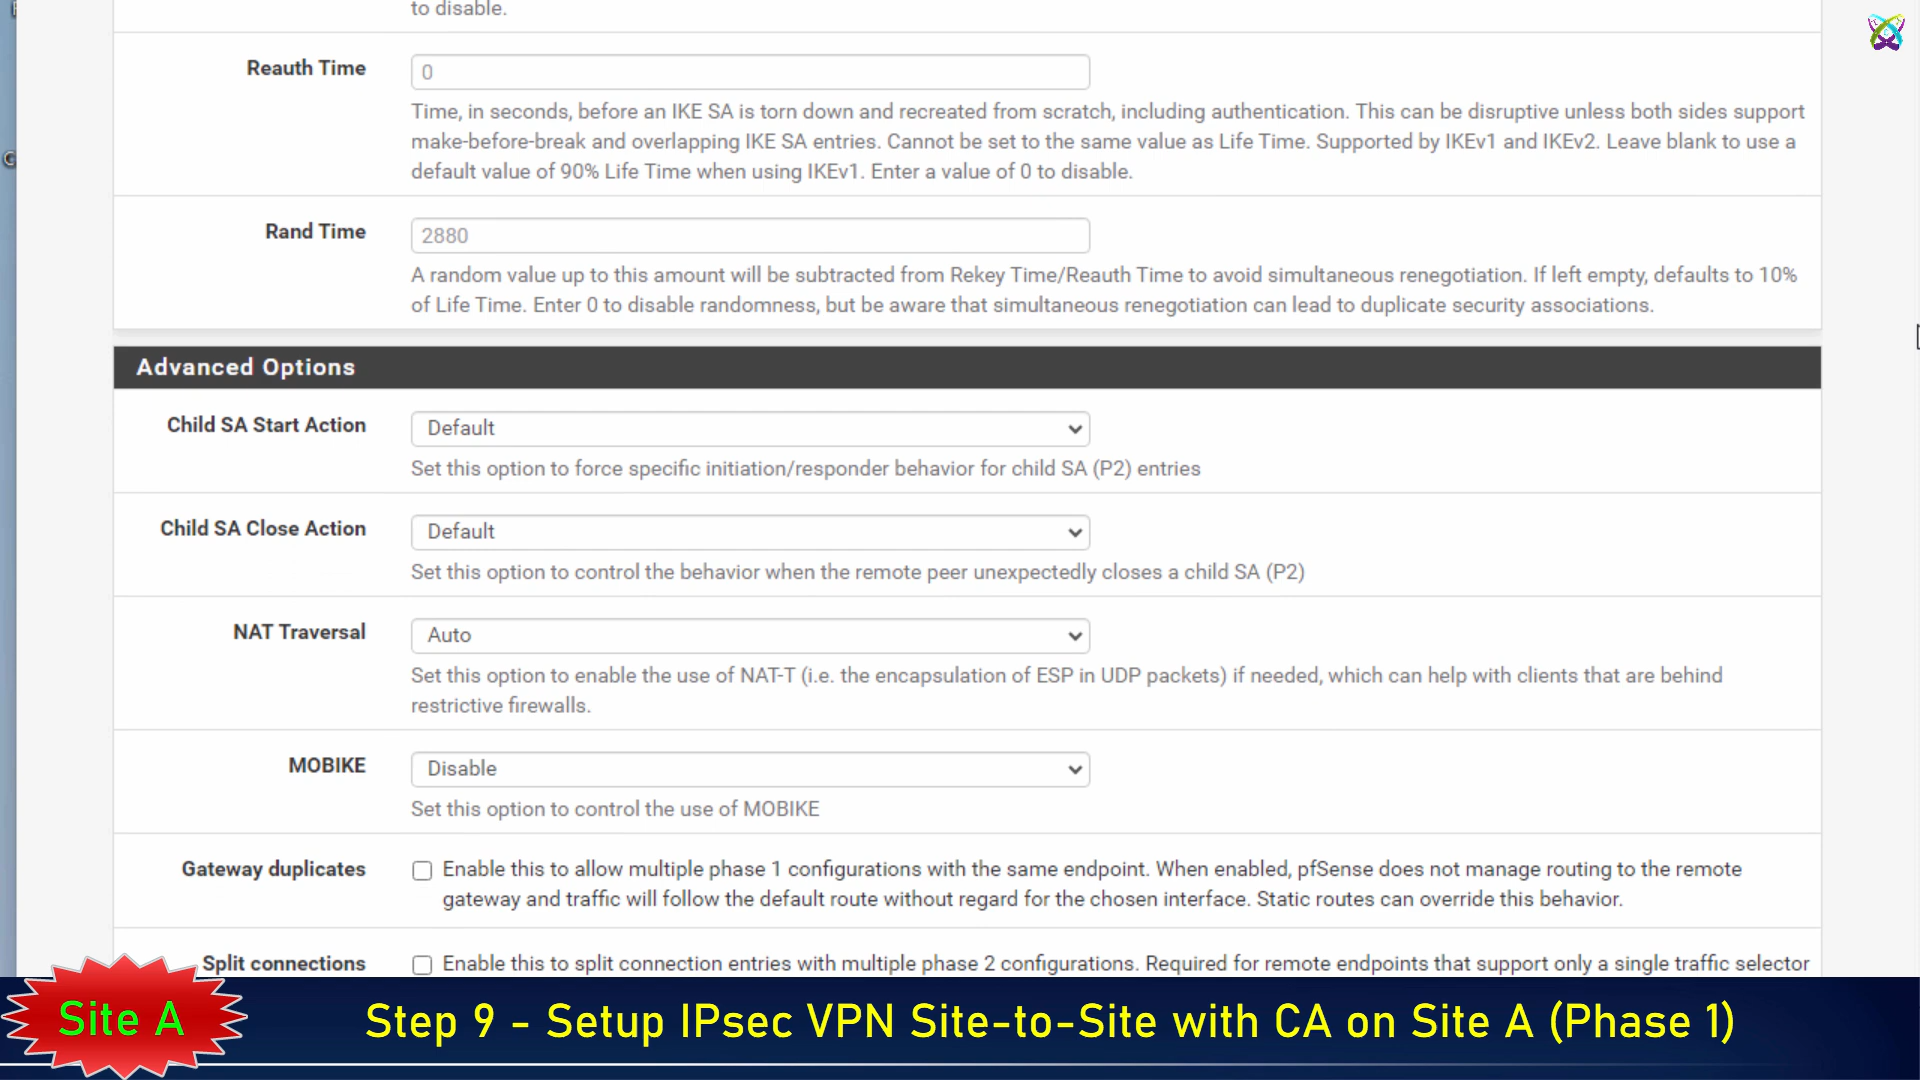 to disable.
Reauth Time
0
Time, in seconds, before an IKE SA is torn down and recreated from scratch, including authentication. This can be disruptive unless both sides support
make-before-break and overlapping IKE SA entries. Cannot be set to the same value as Life Time. Supported by IKEv1 and IKEv2. Leave blank to use a
default value of 90% Life Time when using IKEv1. Enter a value of 0 to disable.
Rand Time
2880
A random value up to this amount will be subtracted from Rekey Time/Reauth Time to avoid simultaneous renegotiation. If left empty, defaults to 10%
of Life Time. Enter 0 to disable randomness, but be aware that simultaneous renegotiation can lead to duplicate security associations.
Advanced Options
Child SA Start Action
Default
Set this option to force specific initiation/responder behavior for child SA (P2) entries
Child SA Close Action
Default
Set this option to control the behavior when the remote peer unexpectedly closes a child SA (P2)
NAT Traversal
Auto
Set this option to enable the use of NAT-T (i.e. the encapsulation of ESP in UDP packets) if needed, which can help with clients that are behind
restrictive firewalls.
MOBIKE
Disable
Set this option to control the use of MOBIKE
Gateway duplicates
Enable this to allow multiple phase 1 configurations with the same endpoint. When enabled, pfSense does not manage routing to the remote
gateway and traffic will follow the default route without regard for the chosen interface. Static routes can override this behavior.
Split connections
Enable this to split connection entries with multiple phase 2 configurations. Required for remote endpoints that support only a single traffic selector
Site A
Step 9 - Setup IPsec VPN Site-to-Site with CA on Site A (Phase 1)